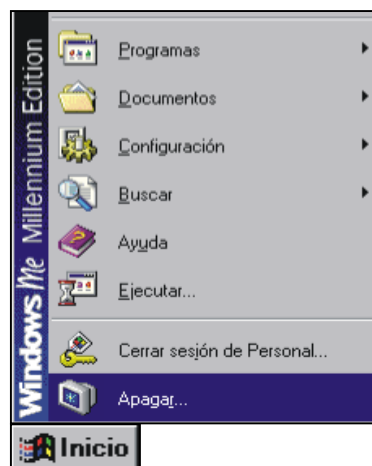 Programas
Documentos
Configuración
Buscar
Ayuda
Ejecutar...
Cerrar sesión de Personal...
Apagar...
Windows Me Millennium Edition
Inicio